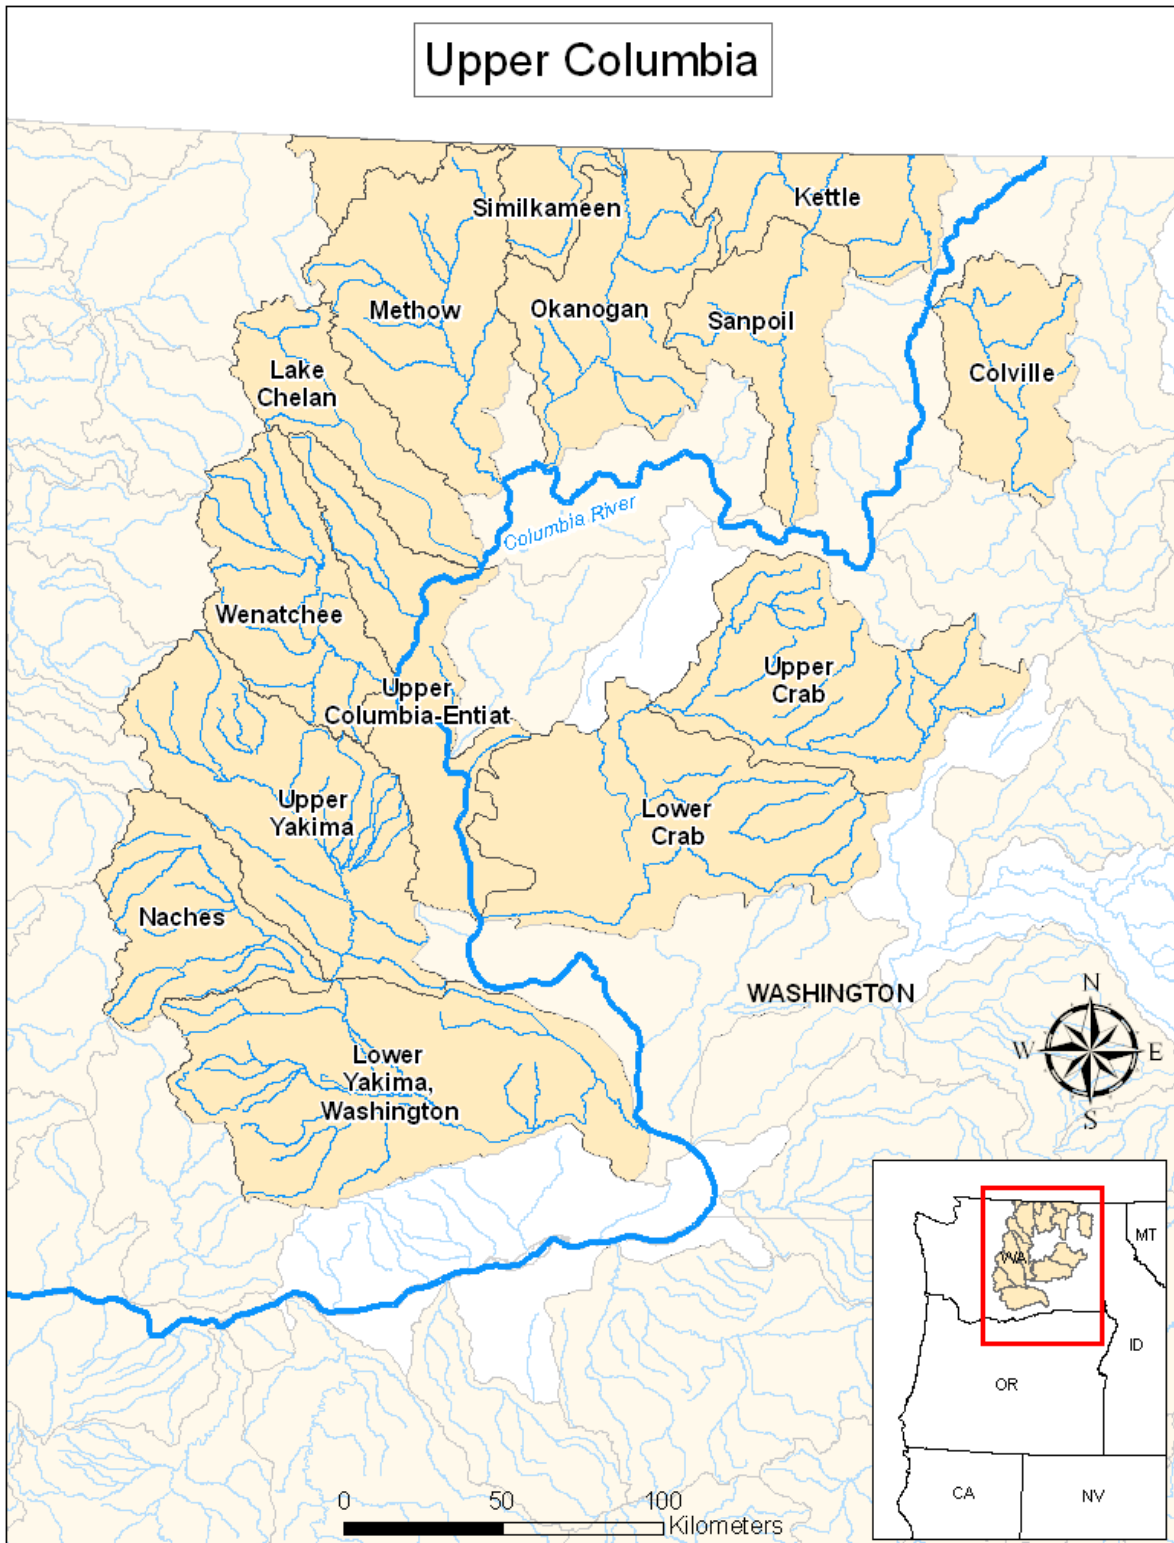 Upper Columbia
Similkameen
Kettle
Methow
Okanogan
Sanpoil
Lake
Chelan
Colville
Columbia River
Wenatchee
Upper
Columbia-Entiat
Upper
Crab
Upper
Yakima
Lower
Crab
Naches
WASHINGTON
Lower
Yakima,
Washington
N
W
E
S
WA
MT
ID
OR
CA
NV
0
50
100
Kilometers